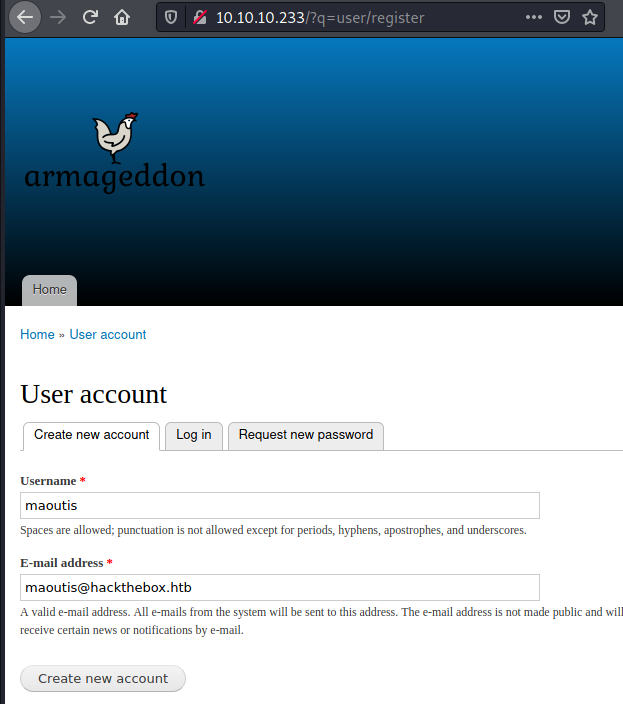 10.10.10.233/?q=user/register
armageddon
Home
Home » User account
User account
Create new account
Log in
Request new password
Username *
maoutis
Spaces are allowed; punctuation is not allowed except for periods, hyphens, apostrophes, and underscores.
E-mail address *
maoutis@hackthebox.htb
A valid e-mail address. All e-mails from the system will be sent to this address. The e-mail address is not made public and will
receive certain news or notifications by e-mail.
Create new account